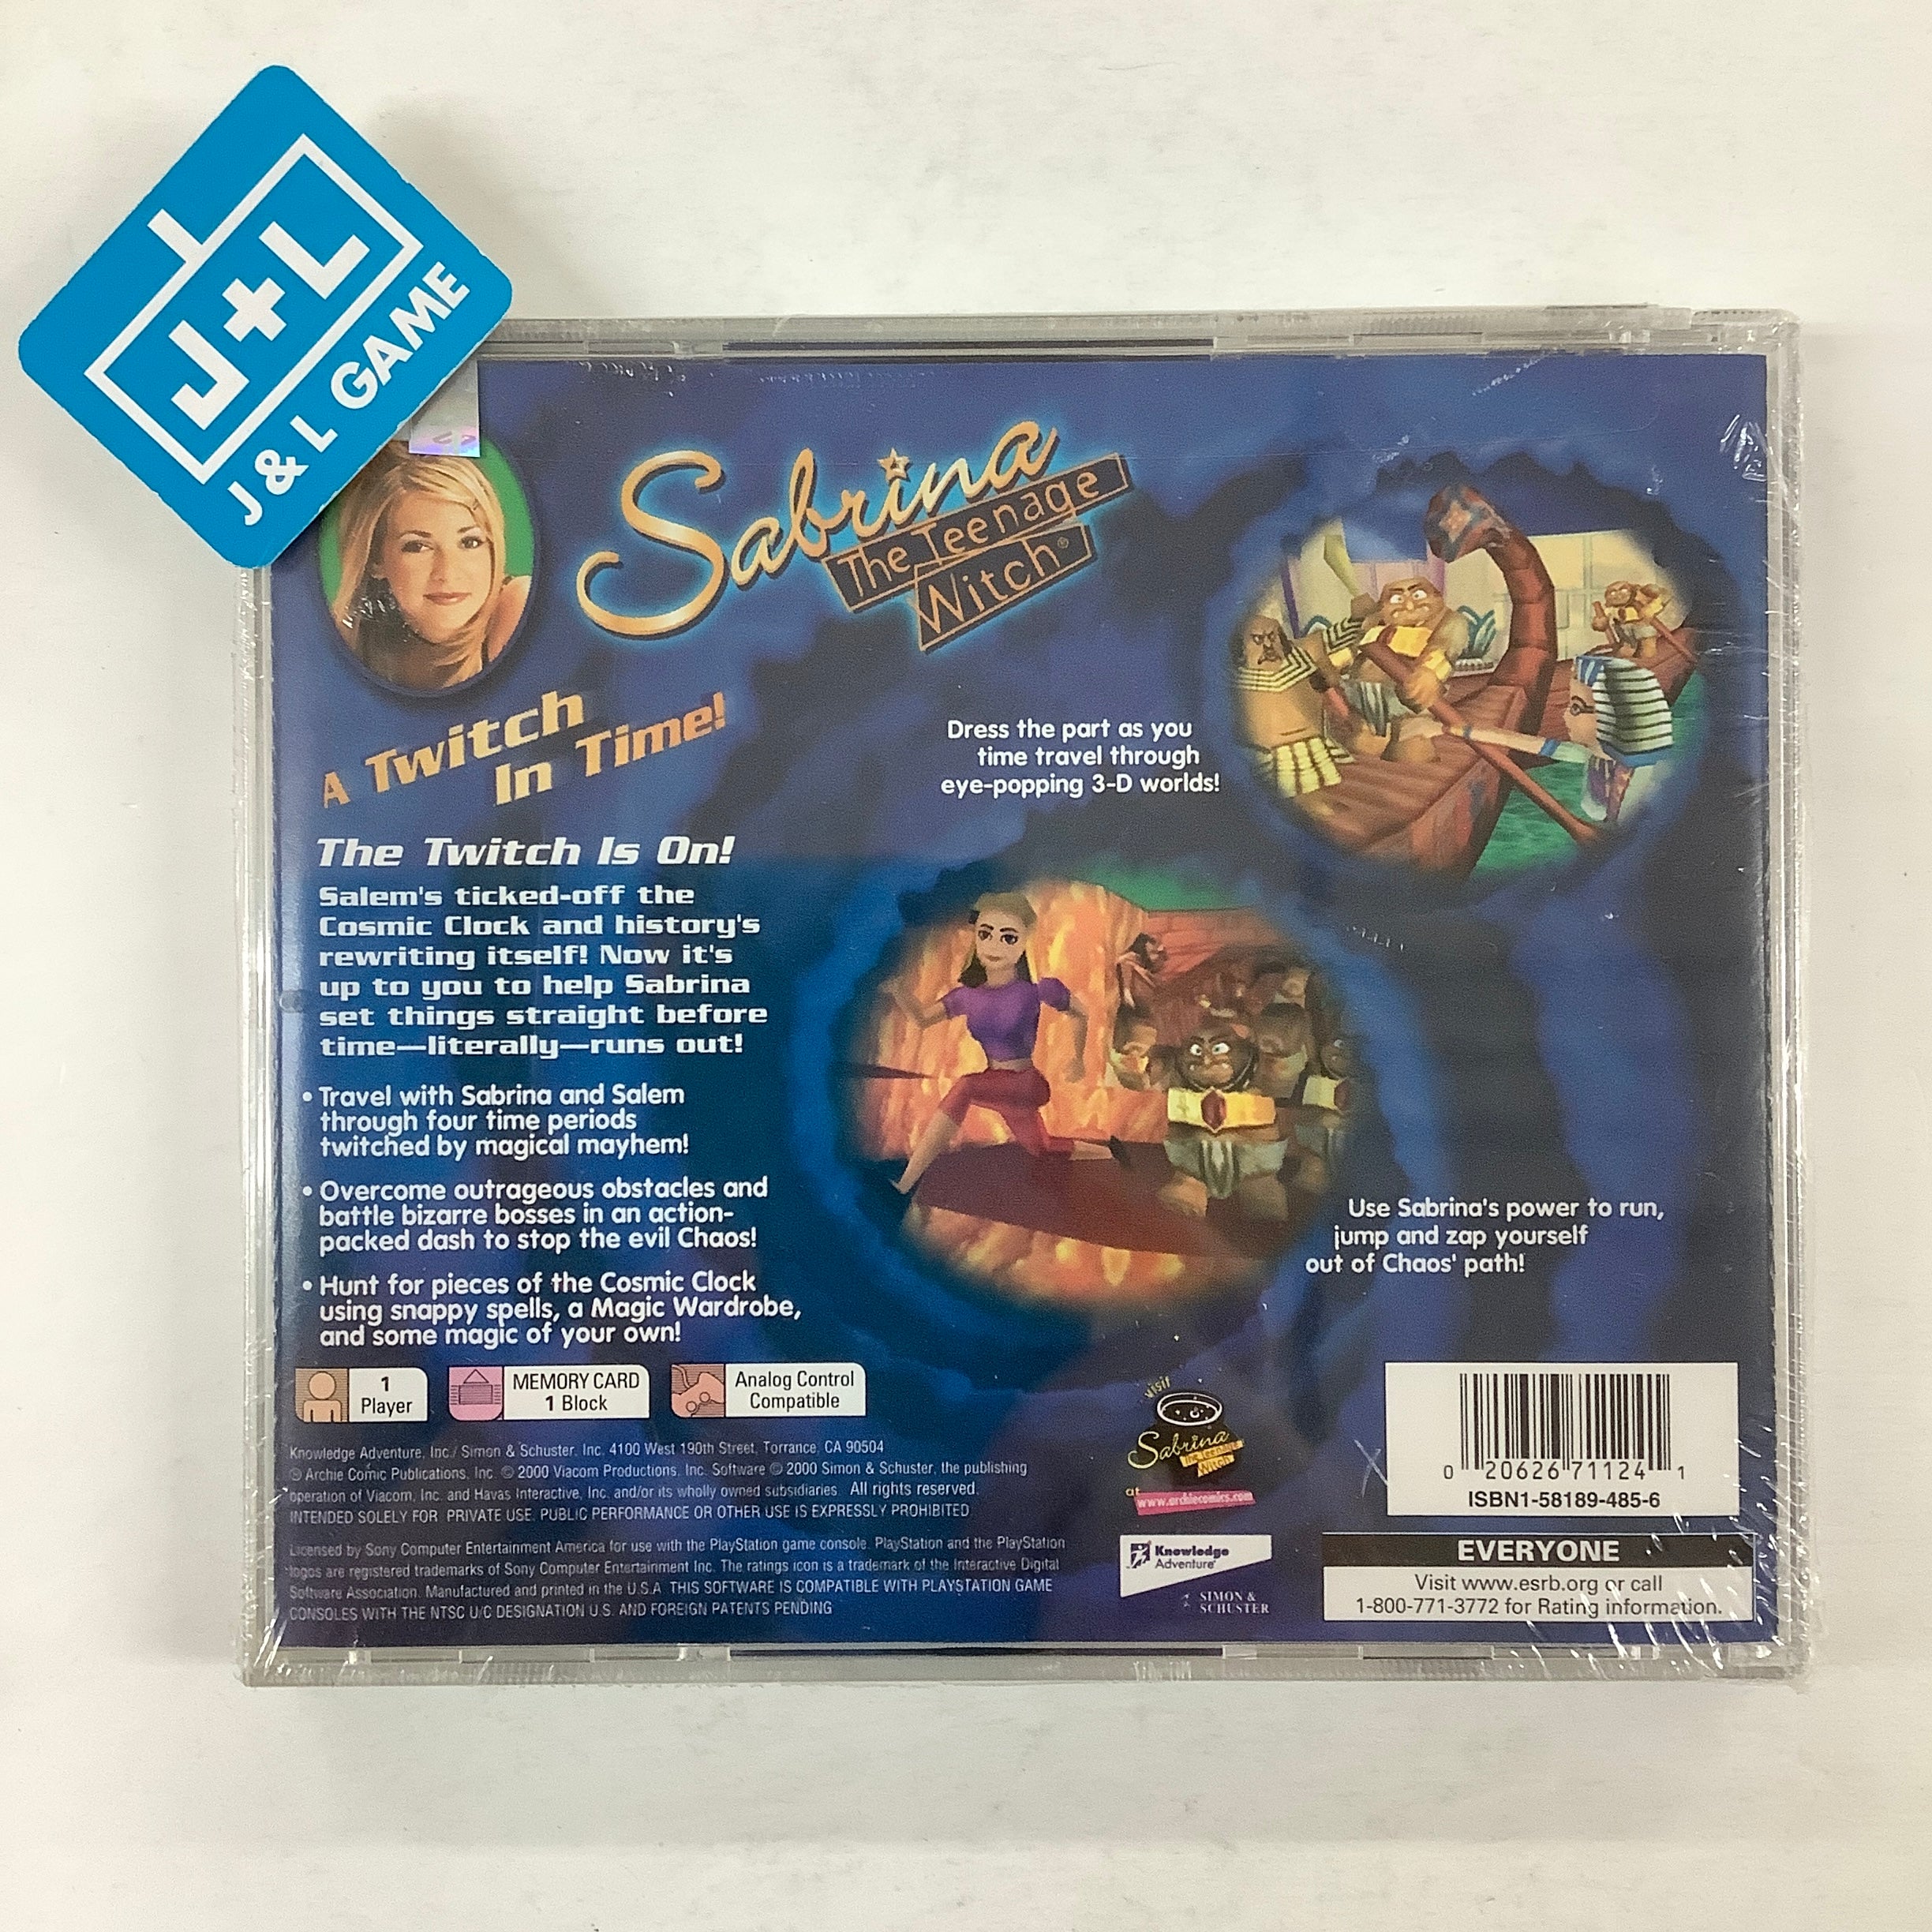 J+L
J & L GAME
Sabrina
The Teenage
Witch®
A Twitch
In Time!
Dress the part as you
time travel through
eye-popping 3-D worlds!
The Twitch Is On!
Salem's ticked-off the
Cosmic Clock and history's
rewriting itself! Now it's
up to you to help Sabrina
set things straight before
time—literally—runs out!
• Travel with Sabrina and Salem
through four time periods
twitched by magical mayhem!
• Overcome outrageous obstacles and
battle bizarre bosses in an action-
packed dash to stop the evil Chaos!
• Hunt for pieces of the Cosmic Clock
using snappy spells, a Magic Wardrobe,
and some magic of your own!
Use Sabrina's power to run,
jump and zap yourself
out of Chaos' path!
1
Player
MEMORY CARD
1 Block
Analog Control
Compatible
Knowledge Adventure, Inc./ Simon & Schuster, Inc. 4100 West 190th Street, Torrance, CA 90504
© Archie Comic Publications, Inc. © 2000 Viacom Productions, Inc. Software © 2000 Simon & Schuster, the publishing
operation of Viacom, Inc. and Havas Interactive, Inc. and/or its wholly owned subsidiaries. All rights reserved.
INTENDED SOLELY FOR PRIVATE USE. PUBLIC PERFORMANCE OR OTHER USE IS EXPRESSLY PROHIBITED
Licensed by Sony Computer Entertainment America for use with the PlayStation game console. PlayStation and the PlayStation
logos are registered trademarks of Sony Computer Entertainment Inc. The ratings icon is a trademark of the Interactive Digital
Software Association. Manufactured and printed in the U.S.A. THIS SOFTWARE IS COMPATIBLE WITH PLAYSTATION GAME
CONSOLES WITH THE NTSC U/C DESIGNATION U.S. AND FOREIGN PATENTS PENDING
visit
Sabrina
The Teenage
Witch
at
www.archiecomics.com
Knowledge
Adventure®
SIMON &
SCHUSTER
0 20626 71124 1
ISBN1-58189-485-6
EVERYONE
Visit www.esrb.org or call
1-800-771-3772 for Rating information.